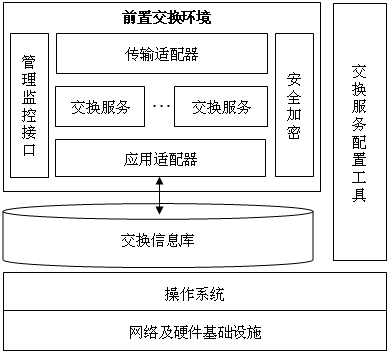 前置交换环境
管理监控接口
传输适配器
交换服务 … 交换服务
应用适配器
安全加密
交换服务配置工具
交换信息库
操作系统
网络及硬件基础设施